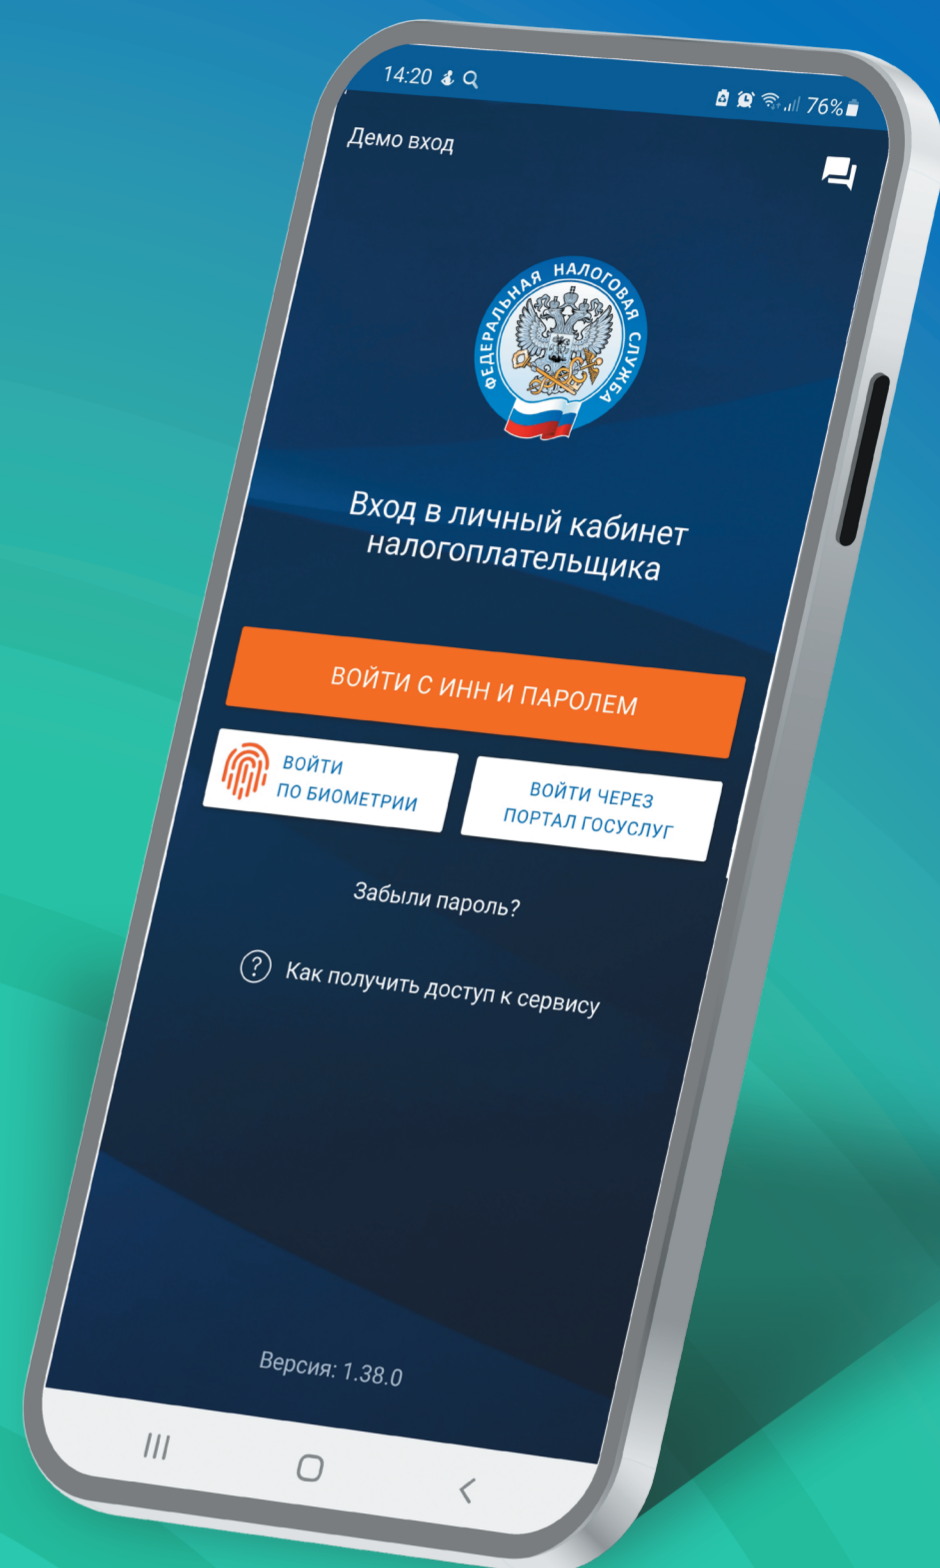 14:20
76%
Демо вход
ФЕДЕРАЛЬНАЯ НАЛОГОВАЯ СЛУЖБА
Вход в личный кабинет
налогоплательщика
ВОЙТИ С ИНН И ПАРОЛЕМ
ВОЙТИ
ПО БИОМЕТРИИ
ВОЙТИ ЧЕРЕЗ
ПОРТАЛ ГОСУСЛУГ
Забыли пароль?
? Как получить доступ к сервису
Версия: 1.38.0